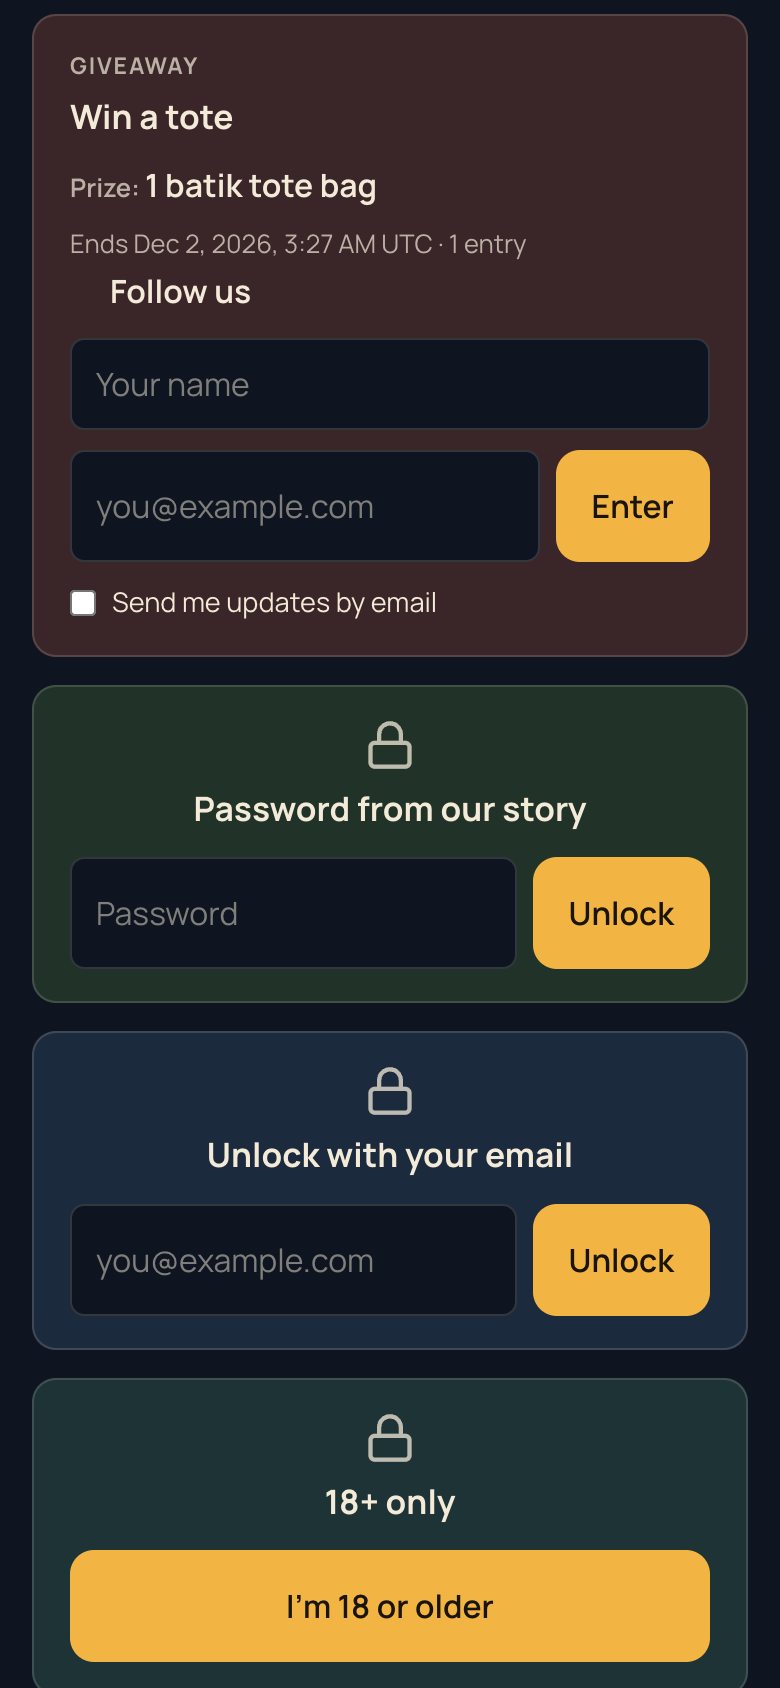 GIVEAWAY
Win a tote
Prize: 1 batik tote bag
Ends Dec 2, 2026, 3:27 AM UTC · 1 entry
Follow us
Your name
you@example.com
Enter
Send me updates by email
Password from our story
Password
Unlock
Unlock with your email
you@example.com
Unlock
18+ only
I’m 18 or older